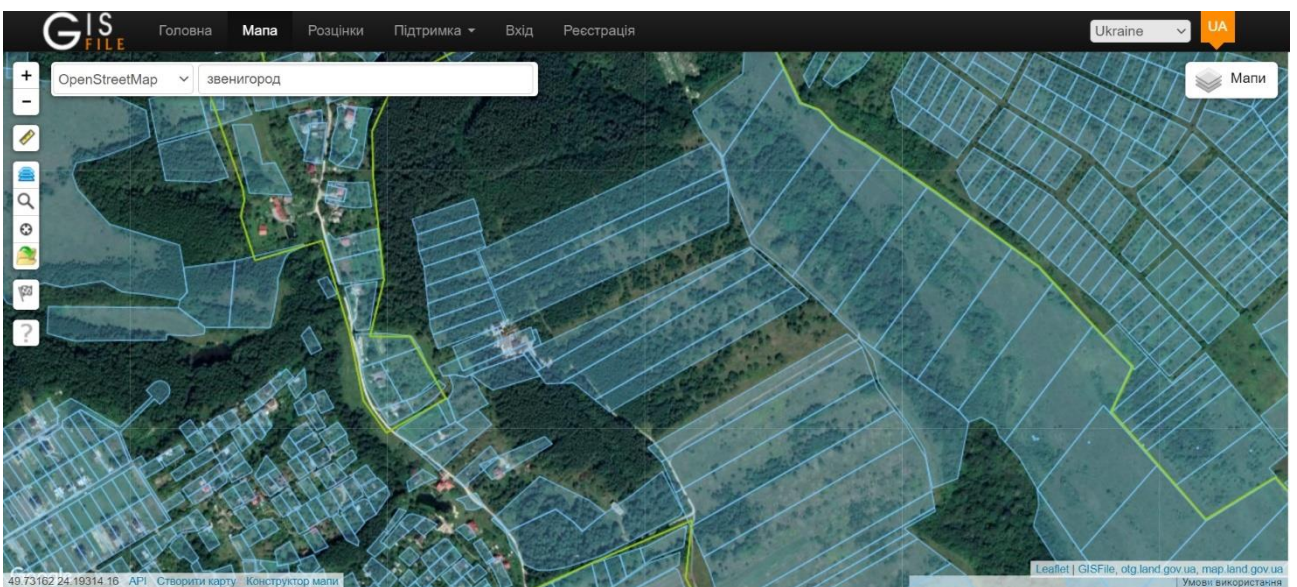 GIS FILE Головна Мапа Розцінки Підтримка Вхід Реєстрація Ukraine UA
+ OpenStreetMap звенигород Мапи
−
?
Leaflet | GISFile, otg.land.gov.ua, map.land.gov.ua
49.73162 24.19314 16 API Створити карту Конструктор мапи | Умови використання